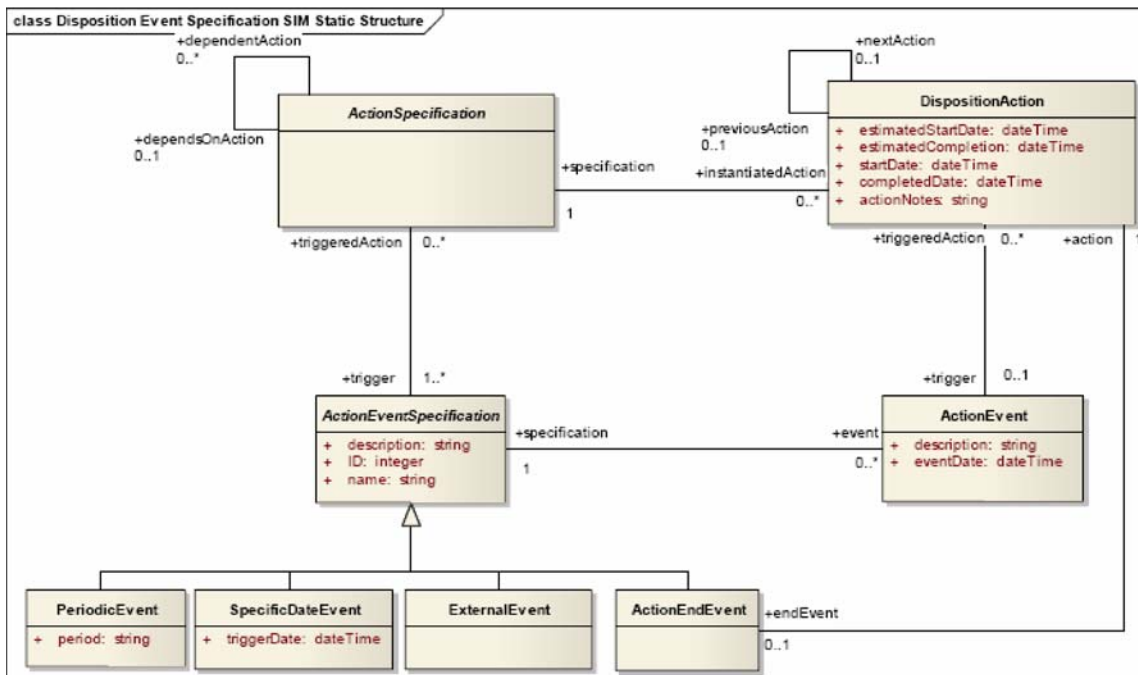 class Disposition Event Specification SIM Static Structure
+dependentAction
0..*
+dependsOnAction
0..1
ActionSpecification
+nextAction
0..1
+previousAction
0..1
DispositionAction
+ estimatedStartDate: dateTime
+ estimatedCompletion: dateTime
+ startDate: dateTime
+ completedDate: dateTime
+ actionNotes: string
+specification
+instantiatedAction
1
0..*
+triggeredAction
0..*
+triggeredAction
0..*
+action
1
+trigger
1..*
+trigger
0..1
ActionEventSpecification
+ description: string
+ ID: integer
+ name: string
+specification
+event
1
0..*
ActionEvent
+ description: string
+ eventDate: dateTime
PeriodicEvent
+ period: string
SpecificDateEvent
+ triggerDate: dateTime
ExternalEvent
ActionEndEvent
+endEvent
0..1